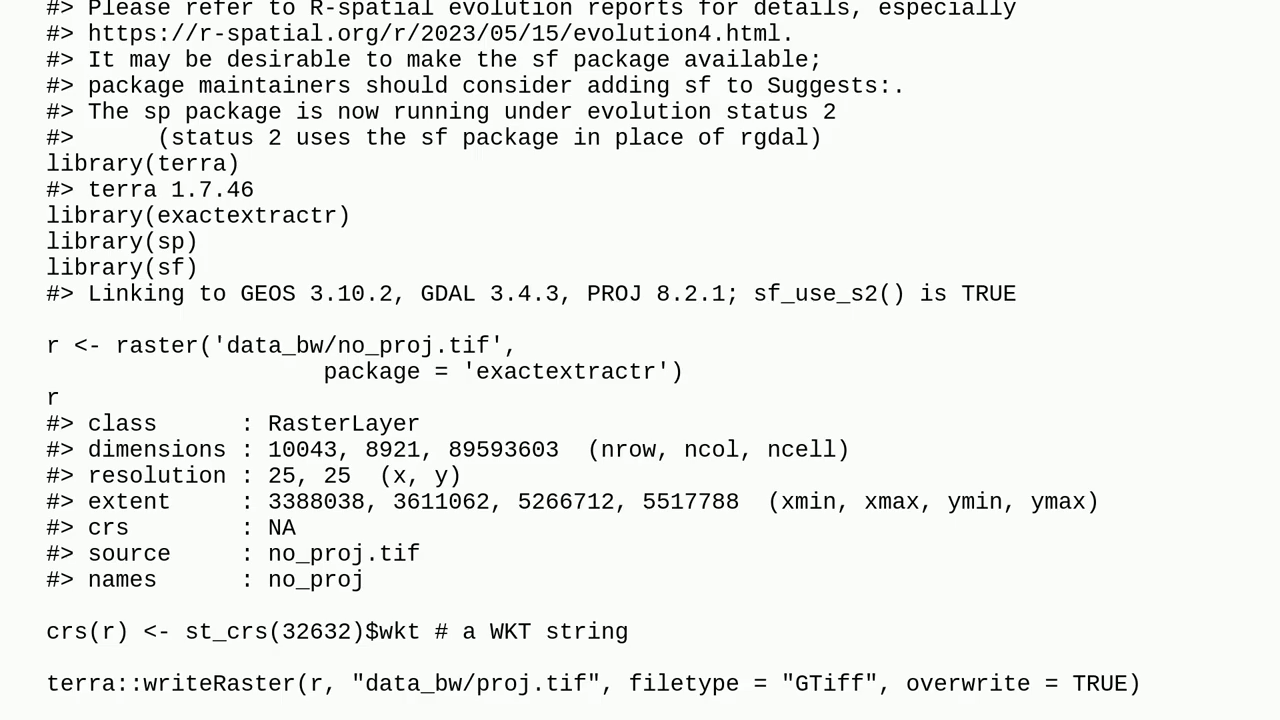 #> Please refer to R-spatial evolution reports for details, especially
#> https://r-spatial.org/r/2023/05/15/evolution4.html.
#> It may be desirable to make the sf package available;
#> package maintainers should consider adding sf to Suggests:.
#> The sp package is now running under evolution status 2
#>      (status 2 uses the sf package in place of rgdal)
library(terra)
#> terra 1.7.46
library(exactextractr)
library(sp)
library(sf)
#> Linking to GEOS 3.10.2, GDAL 3.4.3, PROJ 8.2.1; sf_use_s2() is TRUE
r <- raster('data_bw/no_proj.tif',
                    package = 'exactextractr')
r
#> class      : RasterLayer
#> dimensions : 10043, 8921, 89593603  (nrow, ncol, ncell)
#> resolution : 25, 25  (x, y)
#> extent     : 3388038, 3611062, 5266712, 5517788  (xmin, xmax, ymin, ymax)
#> crs        : NA
#> source     : no_proj.tif
#> names      : no_proj
crs(r) <- st_crs(32632)$wkt # a WKT string
terra::writeRaster(r, "data_bw/proj.tif", filetype = "GTiff", overwrite = TRUE)